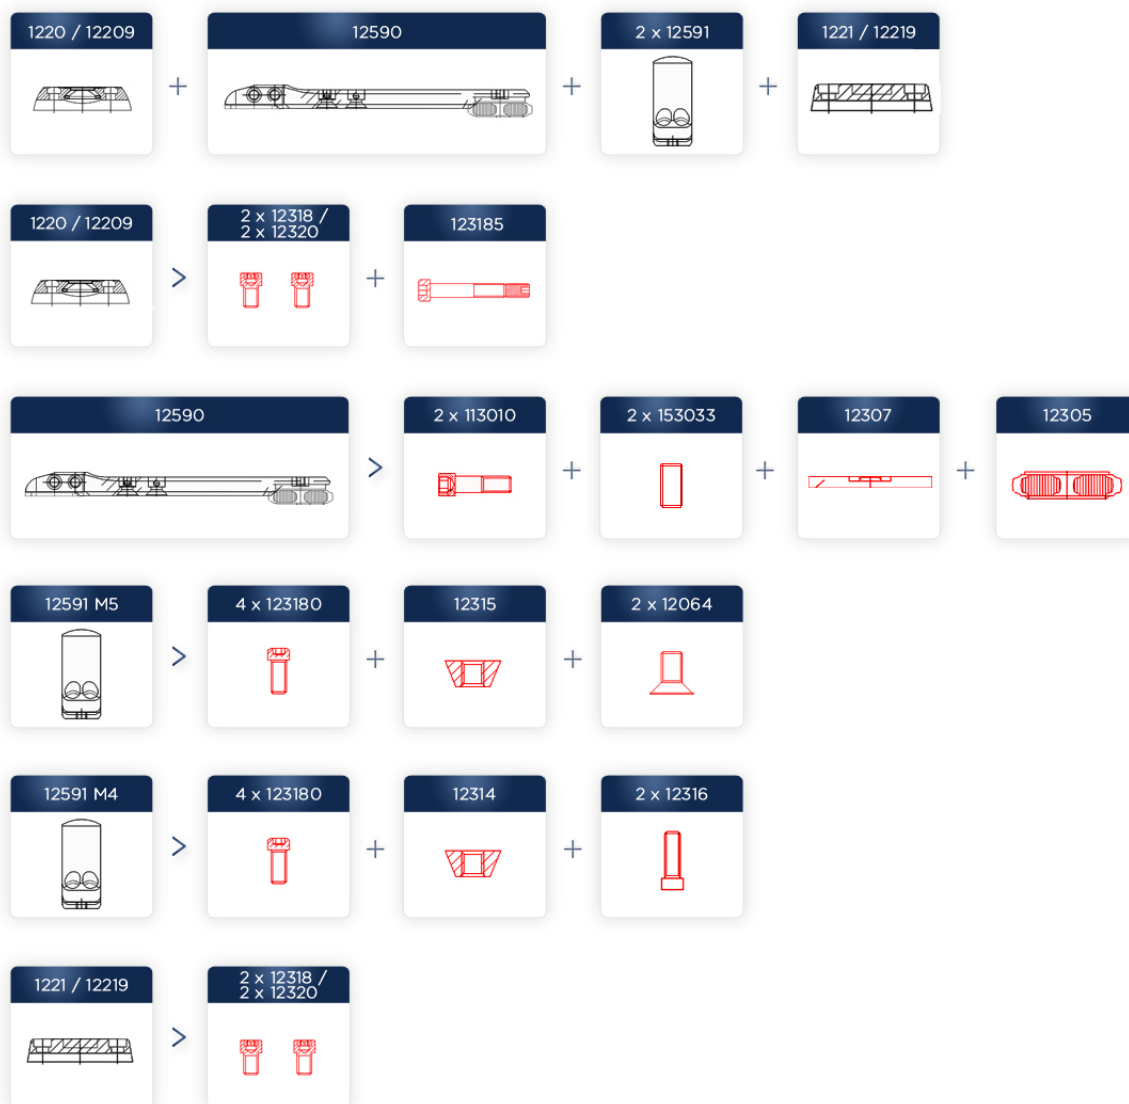 1220 / 12209
12590
2 x 12591
1221 / 12219
+
+
+
1220 / 12209
2 x 12318 /
2 x 12320
123185
>
+
12590
2 x 113010
2 x 153033
12307
12305
>
+
+
+
12591 M5
4 x 123180
12315
2 x 12064
>
+
+
12591 M4
4 x 123180
12314
2 x 12316
>
+
+
1221 / 12219
2 x 12318 /
2 x 12320
>